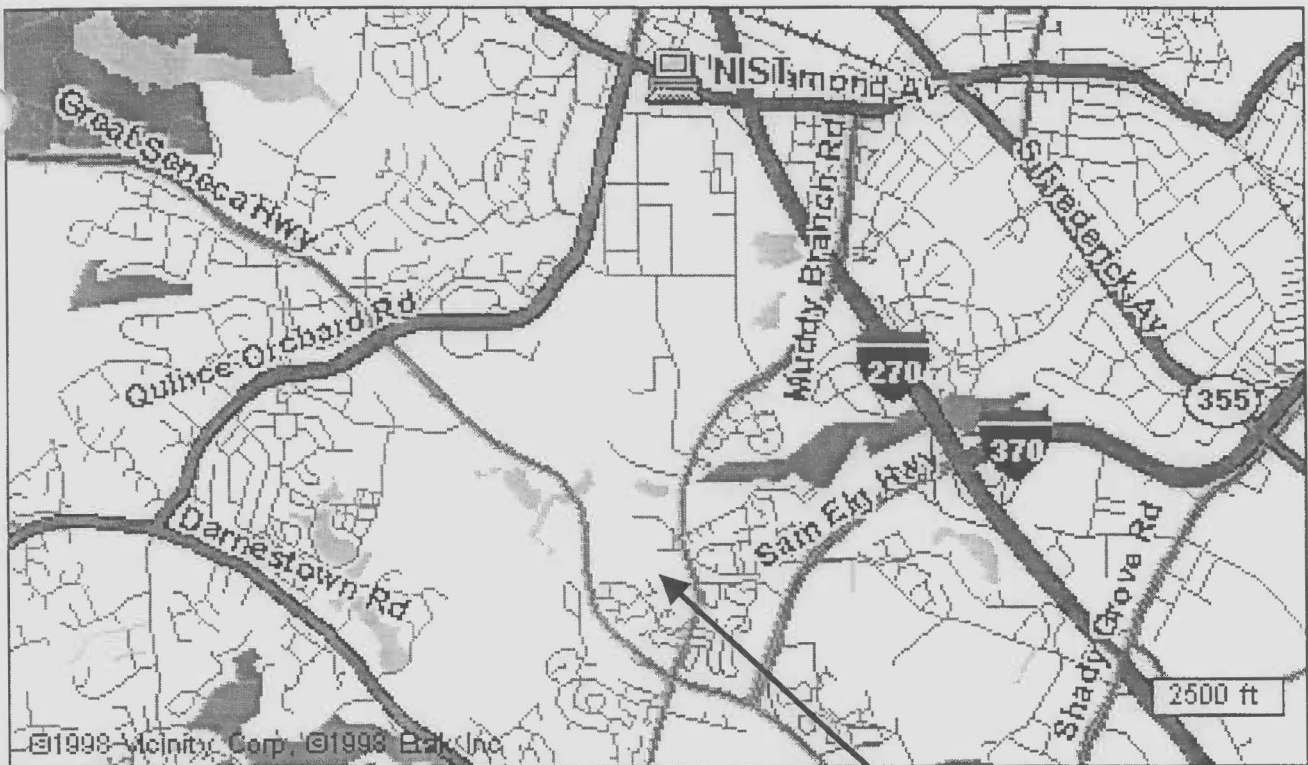 NIST
amond Av
Great Seneca Hwy
Muddy Branch Rd
S Frederick Av
Quince Orchard Rd
270
355
370
Sam Eig Hwy
Darnestown Rd
Shady Grove Rd
2500 ft
©1998 Vicinity Corp, ©1998 Etak Inc